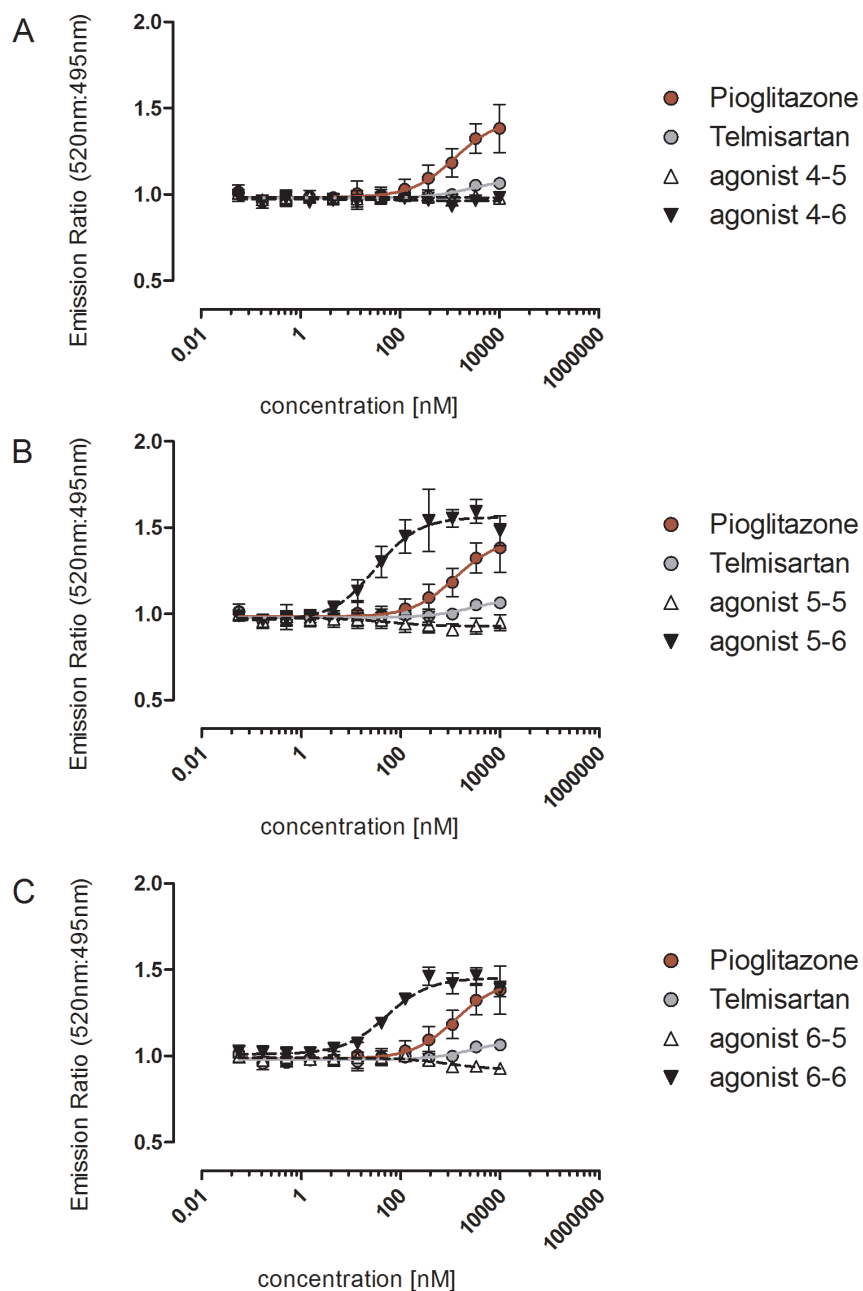 A
Emission Ratio (520nm:495nm)
2.0
1.5
1.0
0.5
0.01
1
100
10000
1000000
concentration [nM]
Pioglitazone
Telmisartan
agonist 4-5
agonist 4-6
B
Emission Ratio (520nm:495nm)
2.0
1.5
1.0
0.5
0.01
1
100
10000
1000000
concentration [nM]
Pioglitazone
Telmisartan
agonist 5-5
agonist 5-6
C
Emission Ratio (520nm:495nm)
2.0
1.5
1.0
0.5
0.01
1
100
10000
1000000
concentration [nM]
Pioglitazone
Telmisartan
agonist 6-5
agonist 6-6